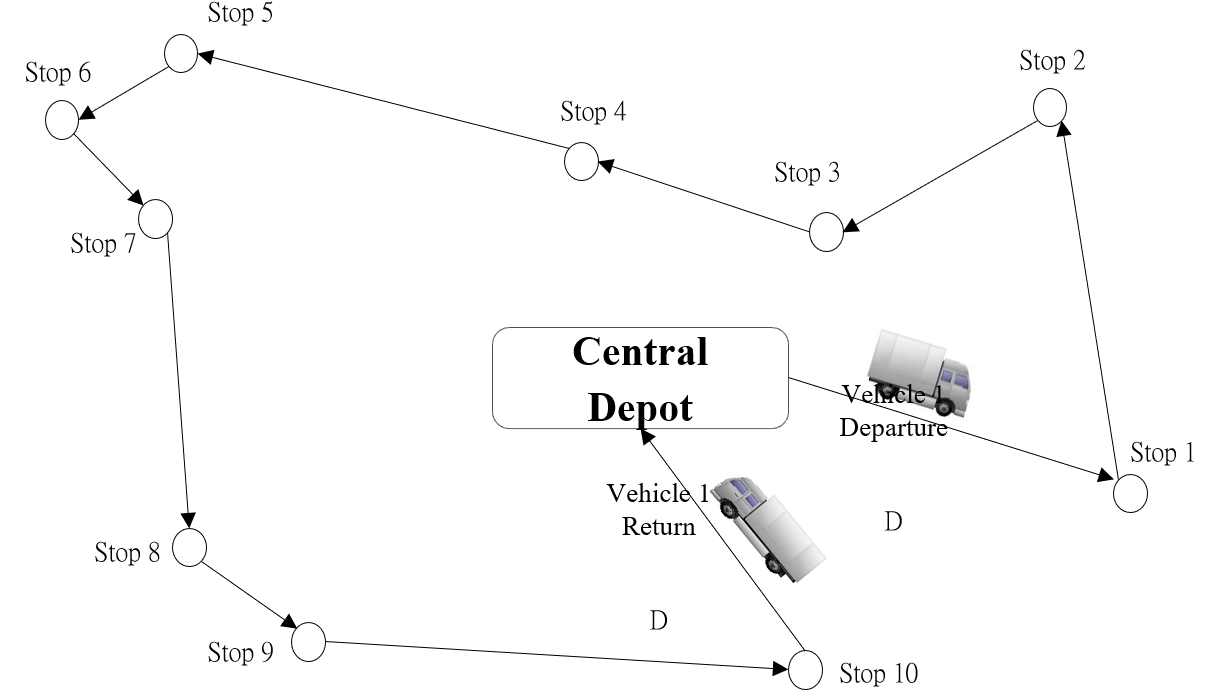 Stop 5
Stop 6
Stop 2
Stop 4
Stop 3
Stop 7
Central
Depot
Vehicle 1
Departure
Stop 1
Vehicle 1
Return
D
Stop 8
D
Stop 9
Stop 10